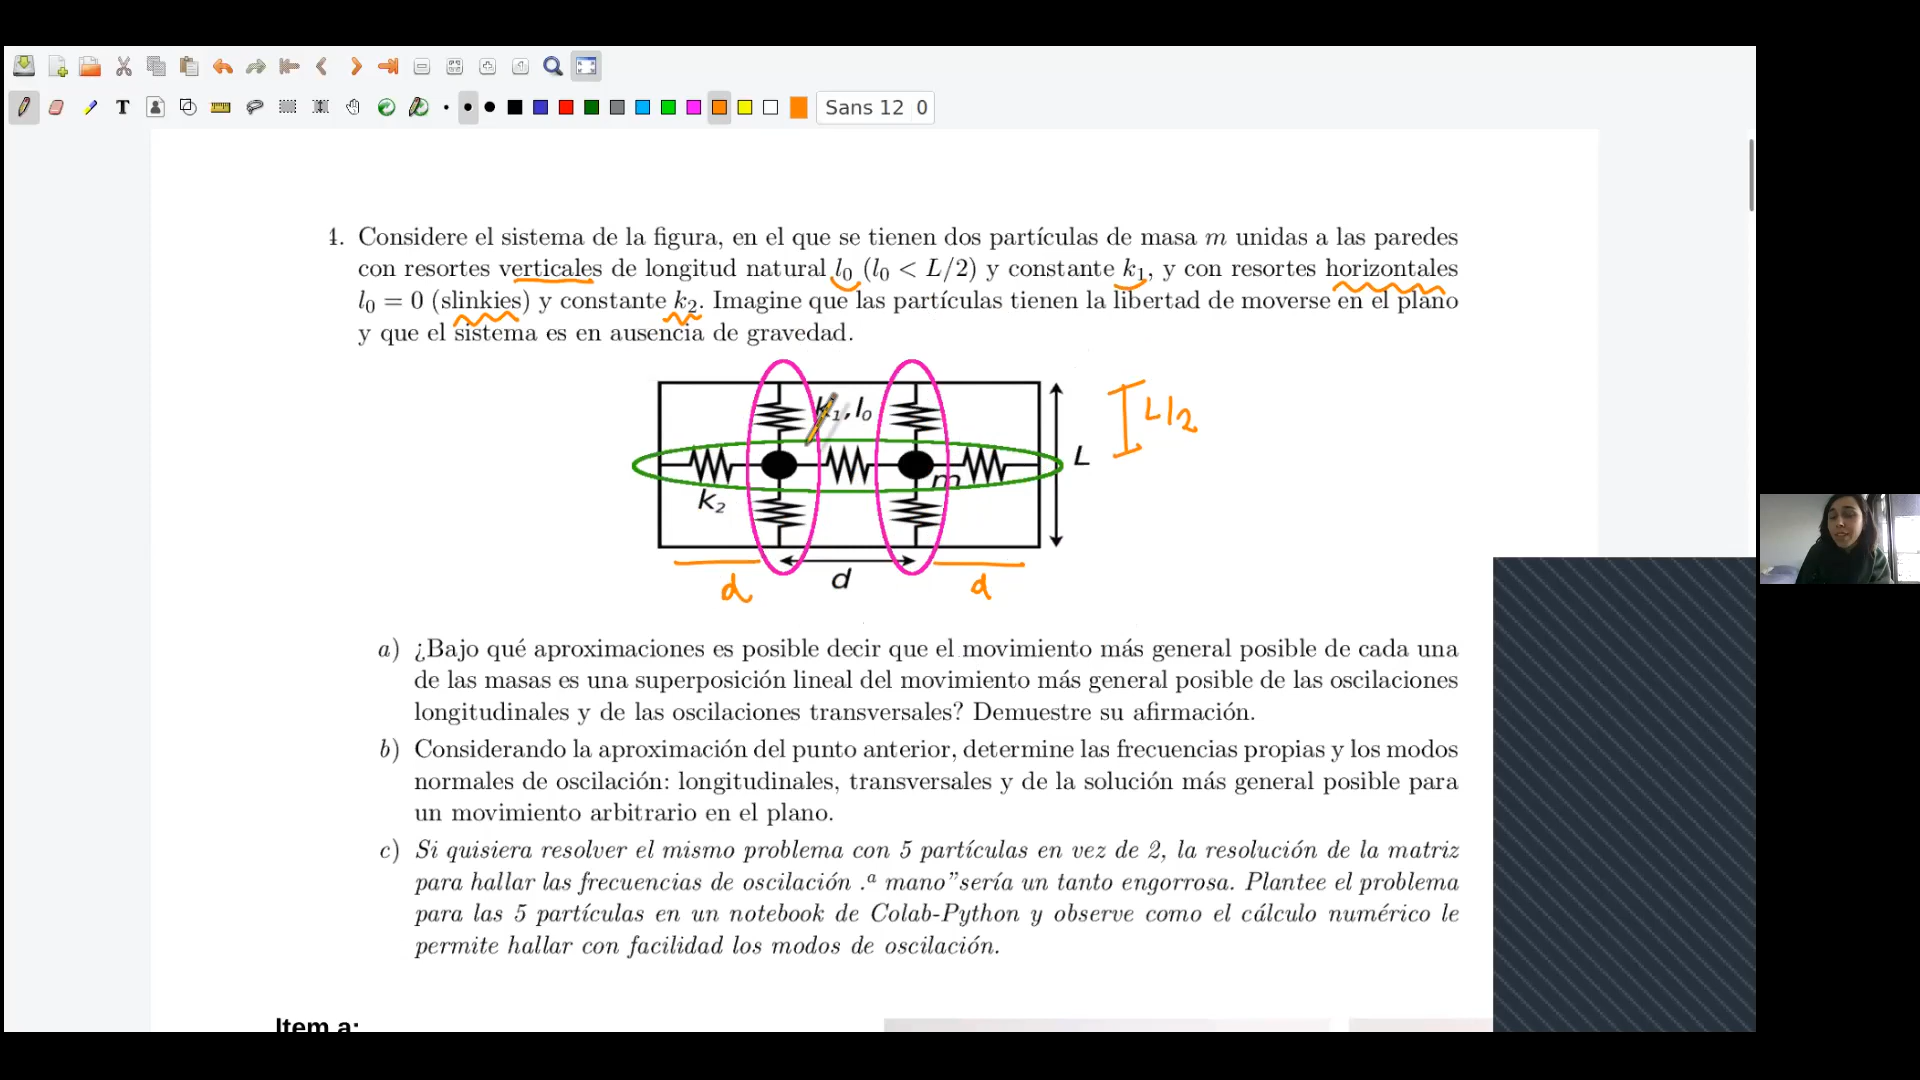 Sans 12 0
4. Considere el sistema de la figura, en el que se tienen dos partículas de masa m unidas a las paredes
con resortes verticales de longitud natural l₀ (l₀ < L/2) y constante k₁, y con resortes horizontales
l₀ = 0 (slinkies) y constante k₂. Imagine que las partículas tienen la libertad de moverse en el plano
y que el sistema es en ausencia de gravedad.
k₁, l₀
L/2
L
m
k₂
d
d
d
a) ¿Bajo qué aproximaciones es posible decir que el movimiento más general posible de cada una
de las masas es una superposición lineal del movimiento más general posible de las oscilaciones
longitudinales y de las oscilaciones transversales? Demuestre su afirmación.
b) Considerando la aproximación del punto anterior, determine las frecuencias propias y los modos
normales de oscilación: longitudinales, transversales y de la solución más general posible para
un movimiento arbitrario en el plano.
c) Si quisiera resolver el mismo problema con 5 partículas en vez de 2, la resolución de la matriz
para hallar las frecuencias de oscilación .ª mano”sería un tanto engorrosa. Plantee el problema
para las 5 partículas en un notebook de Colab-Python y observe como el cálculo numérico le
permite hallar con facilidad los modos de oscilación.
Item a: